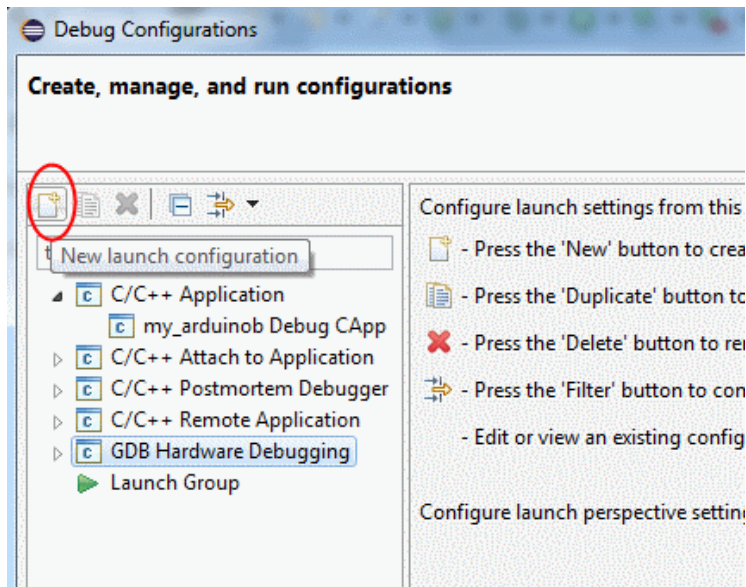 Debug Configurations
Create, manage, and run configurations
New launch configuration
C/C++ Application
my_arduinob Debug CApp
C/C++ Attach to Application
C/C++ Postmortem Debugger
C/C++ Remote Application
GDB Hardware Debugging
Launch Group
Configure launch settings from this
- Press the 'New' button to crea
- Press the 'Duplicate' button to
- Press the 'Delete' button to re
- Press the 'Filter' button to con
- Edit or view an existing config
Configure launch perspective setting